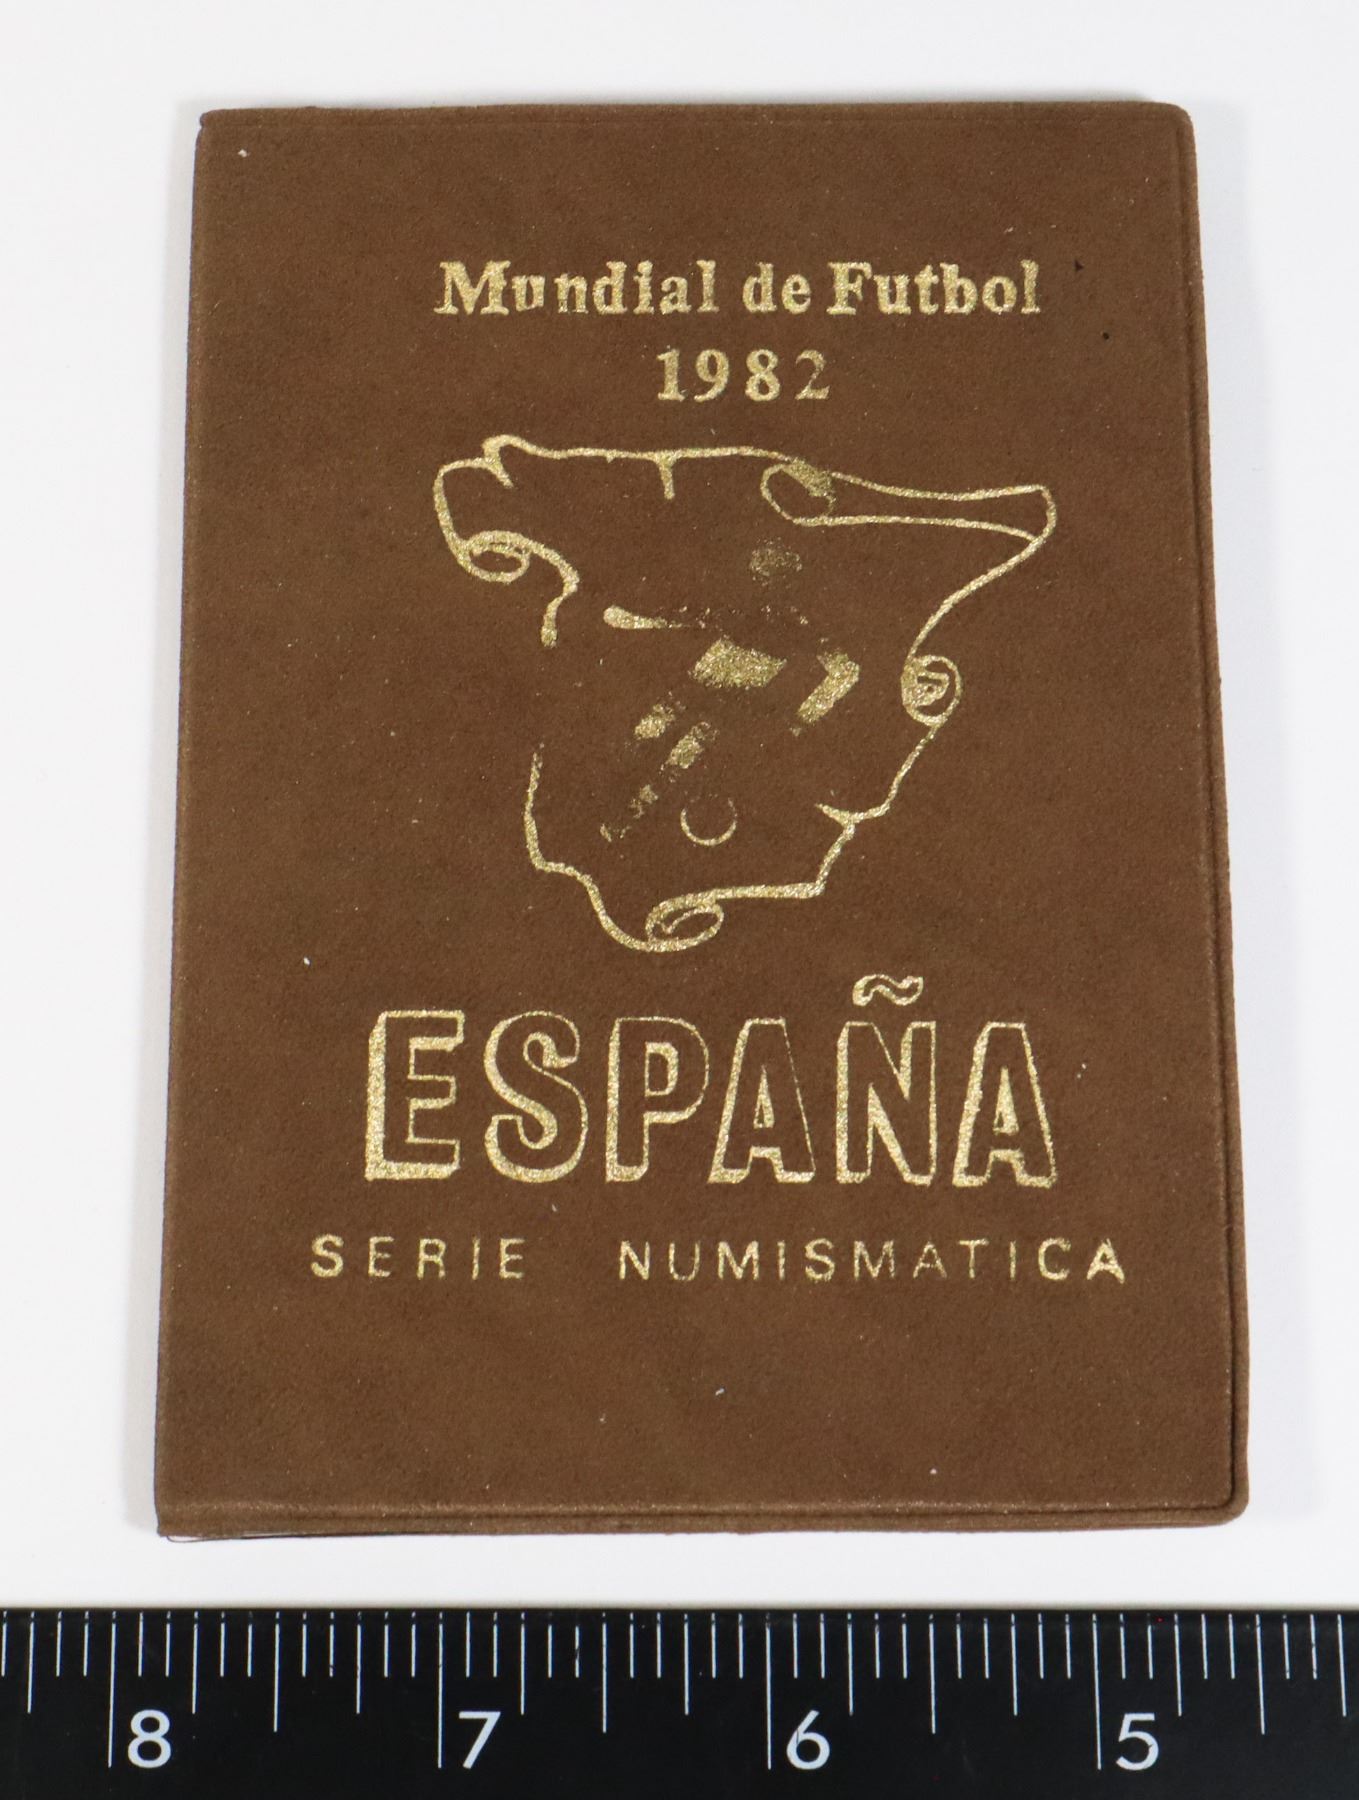 Mundial de Futbol
1982
ESPAÑA
SERIE NUMISMATICA
8 7 6 5